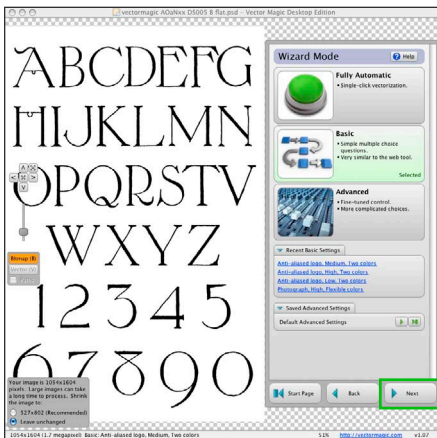 vectormagic AOaNxx DS005 B flat.psd - Vector Magic Desktop Edition
ABCDEFG
HIJKLMN
OPQRSTV
WXYZ
12345
67890
Bitmap (B)
Vector (V)
Your image is 1054x1604
pixels. Large images can take
a long time to process. Shrink
the image to:
527x802 (Recommended)
Leave unchanged
Wizard Mode
Help
Fully Automatic
•Single-click vectorization.
Basic
•Simple multiple choice
questions.
•Very similar to the web tool.
Selected
Advanced
•Fine-tuned control.
•More complicated choices.
Recent Basic Settings
Anti-aliased logo, Medium, Two colors
Anti-aliased logo, High, Two colors
Anti-aliased logo, Low, Two colors
Photograph, High, Flexible colors
Saved Advanced Settings
Default Advanced Settings
Start Page
Back
Next
1054x1604 (1.7 megapixel) Basic: Anti-aliased logo, Medium, Two colors
51% http://vectormagic.com v1.07